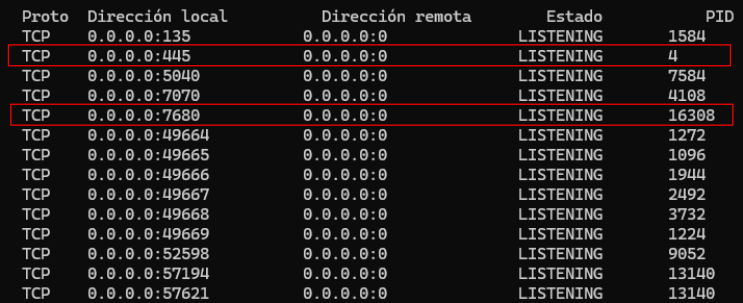 Proto  Dirección local          Dirección remota        Estado           PID
TCP    0.0.0.0:135            0.0.0.0:0              LISTENING       1584
TCP    0.0.0.0:445            0.0.0.0:0              LISTENING       4
TCP    0.0.0.0:5040           0.0.0.0:0              LISTENING       7584
TCP    0.0.0.0:7070           0.0.0.0:0              LISTENING       4108
TCP    0.0.0.0:7680           0.0.0.0:0              LISTENING       16308
TCP    0.0.0.0:49664          0.0.0.0:0              LISTENING       1272
TCP    0.0.0.0:49665          0.0.0.0:0              LISTENING       1096
TCP    0.0.0.0:49666          0.0.0.0:0              LISTENING       1944
TCP    0.0.0.0:49667          0.0.0.0:0              LISTENING       2492
TCP    0.0.0.0:49668          0.0.0.0:0              LISTENING       3732
TCP    0.0.0.0:49669          0.0.0.0:0              LISTENING       1224
TCP    0.0.0.0:52598          0.0.0.0:0              LISTENING       9052
TCP    0.0.0.0:57194          0.0.0.0:0              LISTENING       13140
TCP    0.0.0.0:57621          0.0.0.0:0              LISTENING       13140